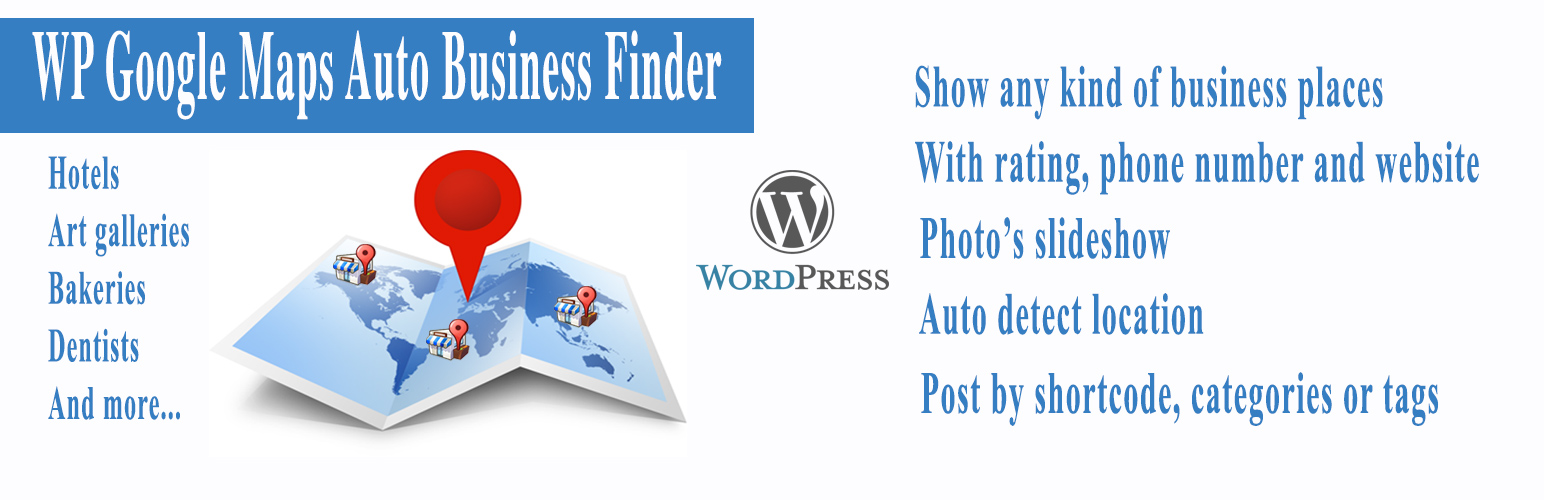 WP Google Maps Auto Business Finder
Hotels
Art galleries
Bakeries
Dentists
And more...
WORDPRESS
Show any kind of business places
With rating, phone number and website
Photo’s slideshow
Auto detect location
Post by shortcode, categories or tags